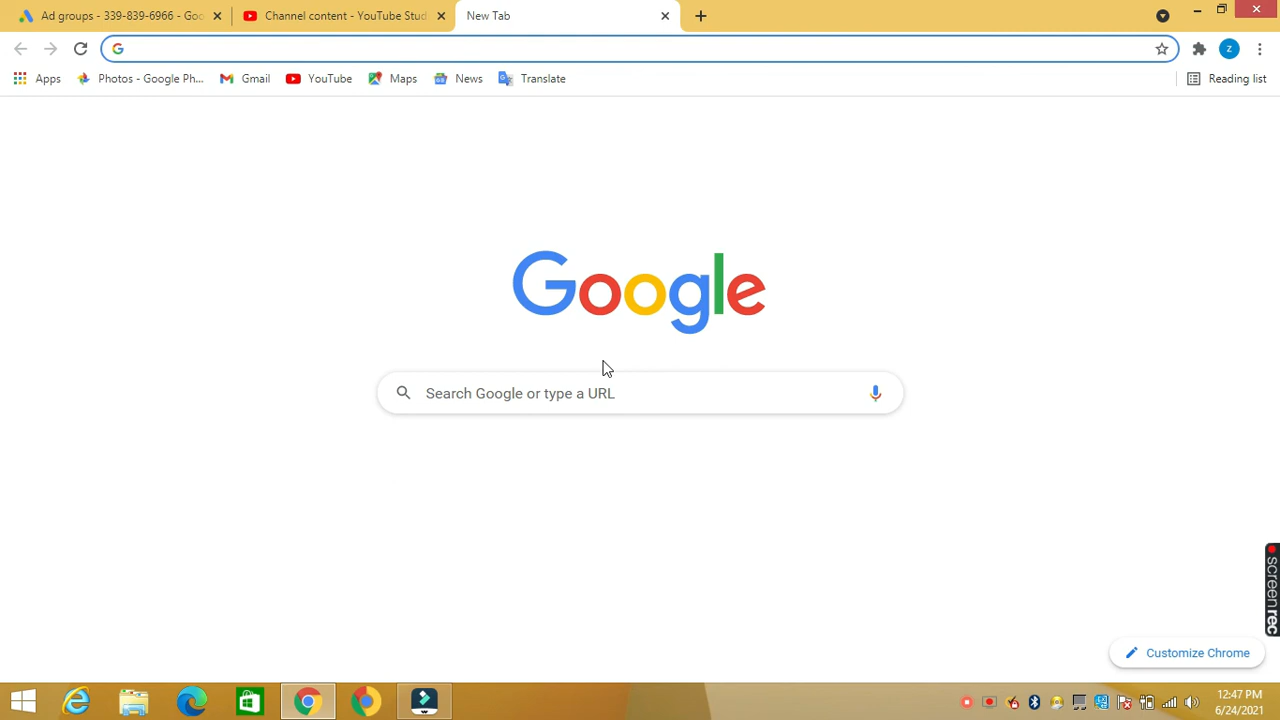 Ad groups - 339-839-6966 - Goo
Channel content - YouTube Stud
New Tab
Apps
Photos - Google Ph...
Gmail
YouTube
Maps
News
Translate
Reading list
Z
Google
Search Google or type a URL
screenrec
Customize Chrome
12:47 PM
6/24/2021